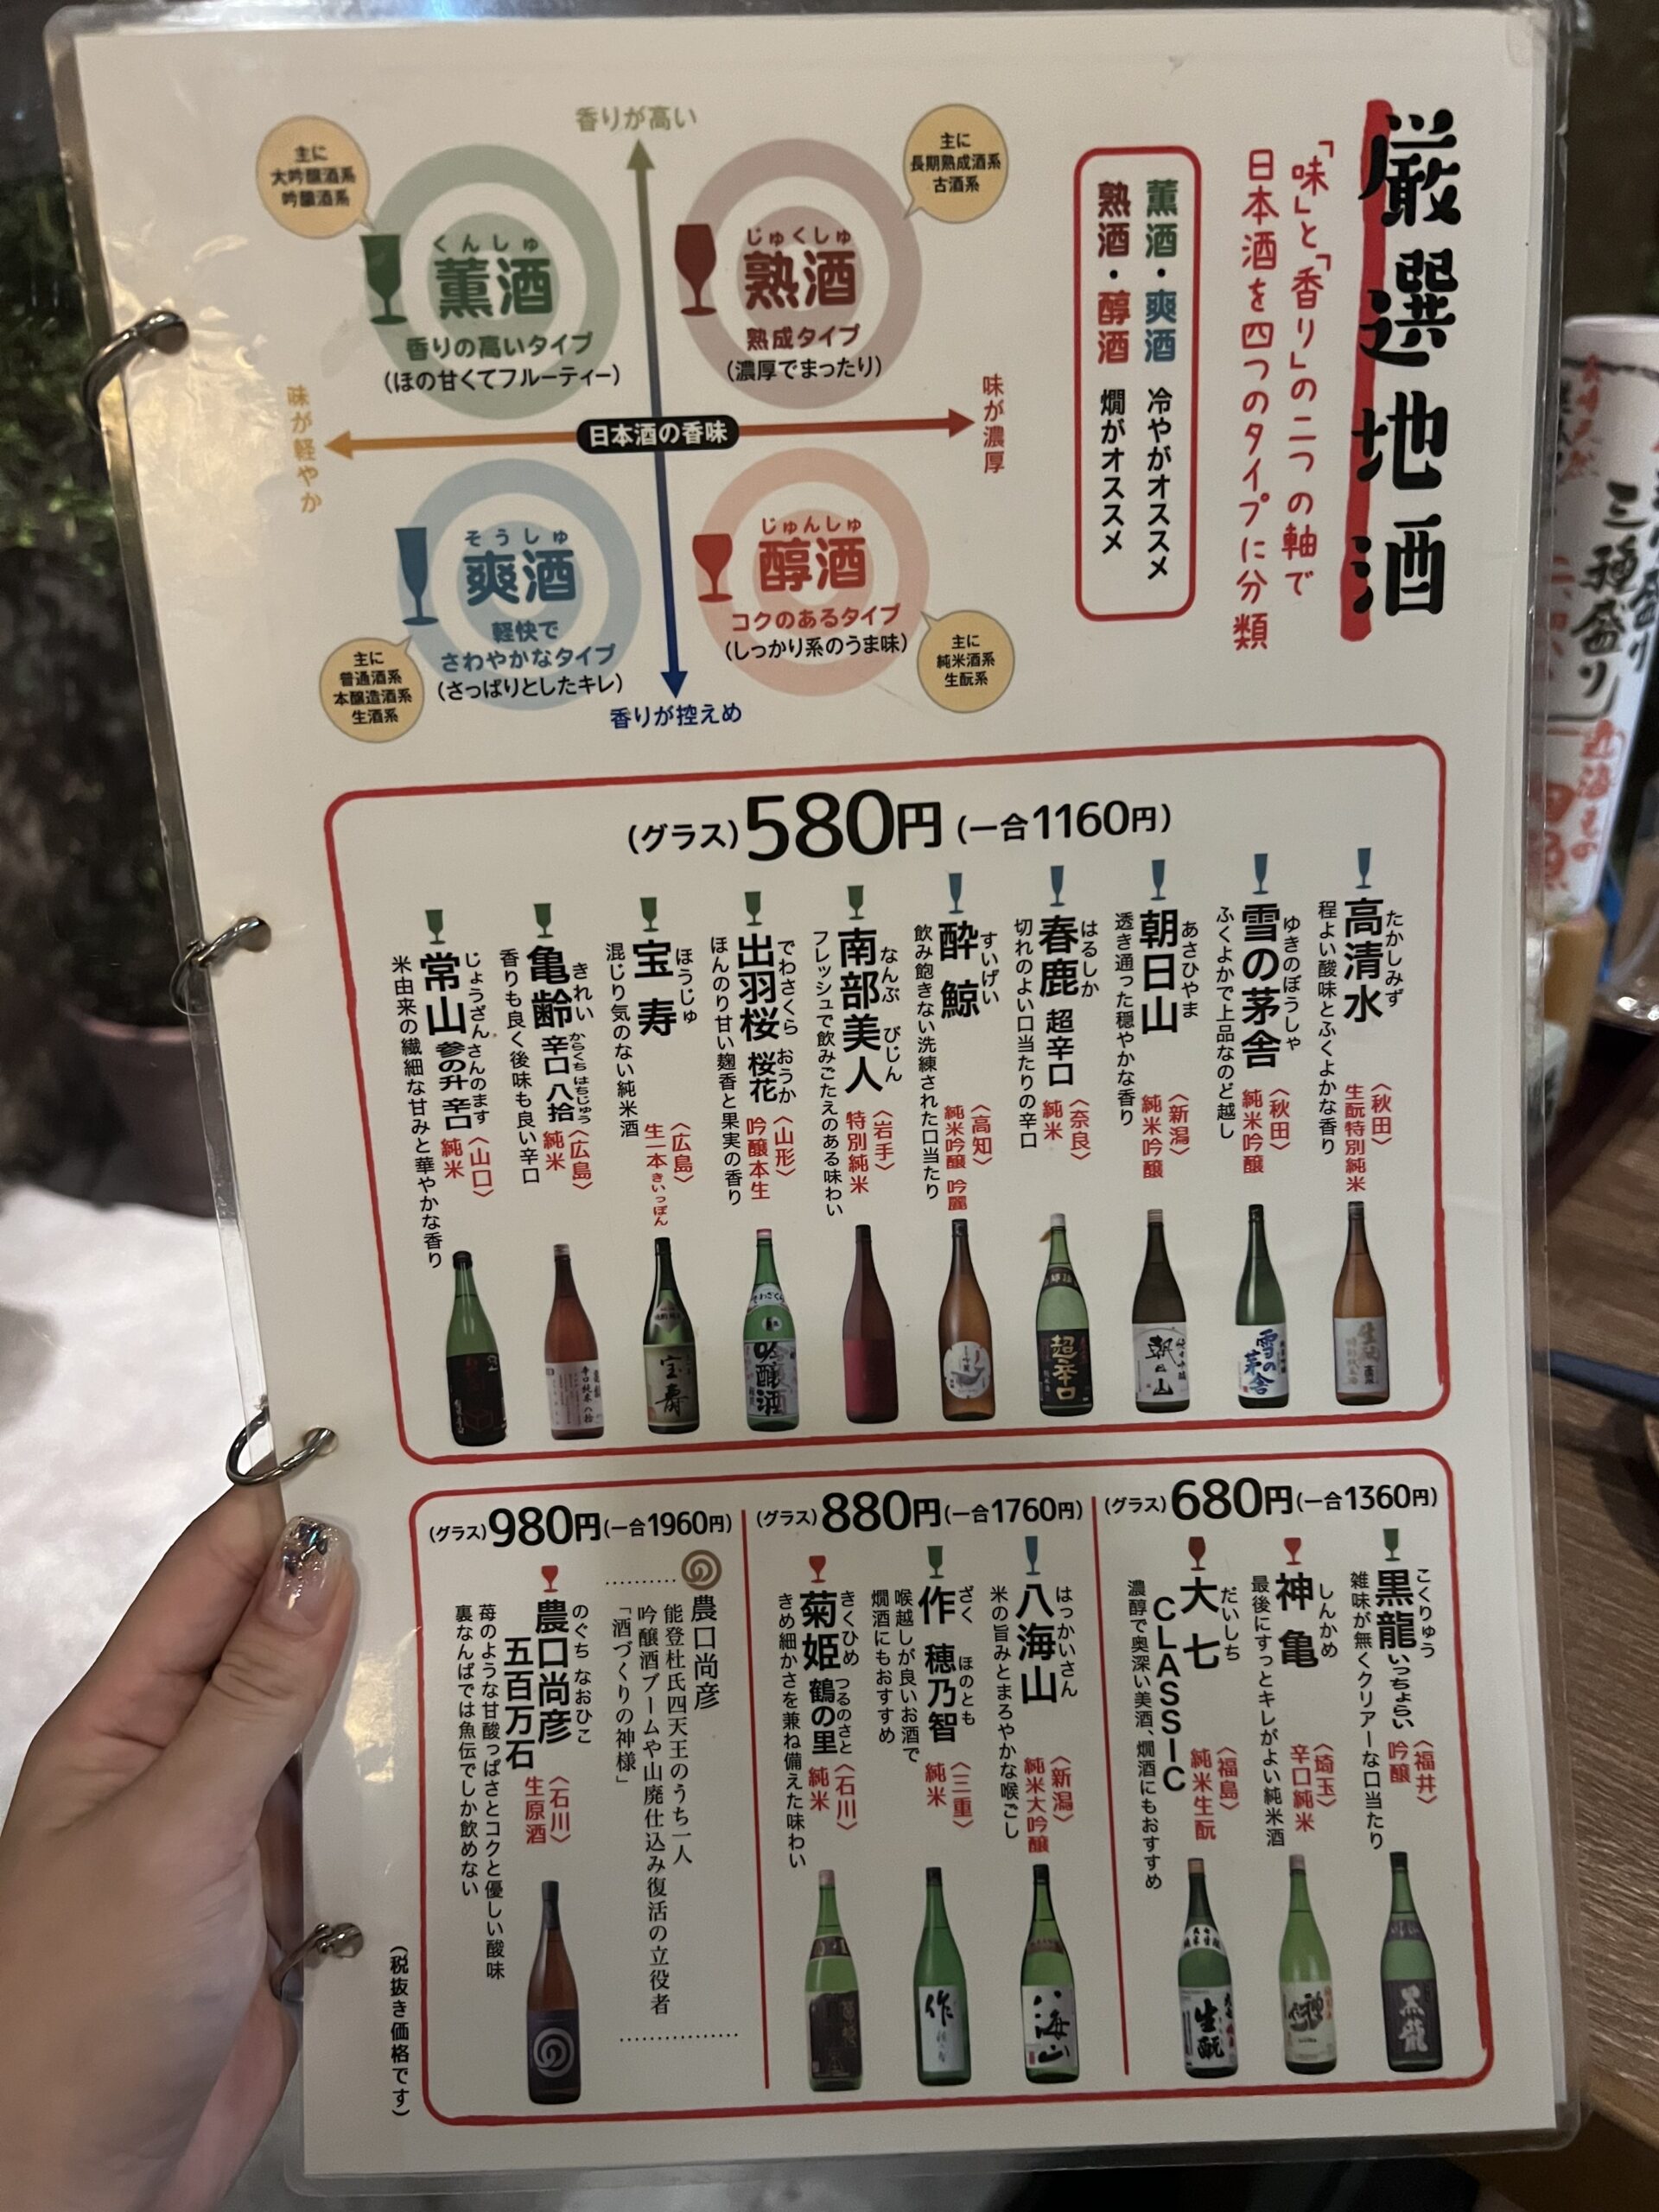 厳選地酒
「味」と「香り」の二つの軸で
日本酒を四つのタイプに分類
薫酒・爽酒 冷やがオススメ
熟酒・醇酒 燗がオススメ
香りが高い
主に
大吟醸酒系
吟醸酒系
くんしゅ
薫酒
香りの高いタイプ
(ほの甘くてフルーティー)
主に
長期熟成酒系
古酒系
じゅくしゅ
熟酒
熟成タイプ
(濃厚でまったり)
味が軽やか
日本酒の香味
味が濃厚
そうしゅ
爽酒
軽快で
さわやかなタイプ
(さっぱりとしたキレ)
主に
普通酒系
本醸造酒系
生酒系
じゅんしゅ
醇酒
コクのあるタイプ
(しっかり系のうま味)
主に
純米酒系
生酛系
香りが控えめ
(グラス)580円(一合1160円)
たかしみず
高清水 〈秋田〉 生酛特別純米
程よい酸味とふくよかな香り
ゆきのぼうしゃ
雪の茅舎 〈秋田〉 純米吟醸
ふくよかで上品なのど越し
あさひやま
朝日山 〈新潟〉 純米吟醸
透き通った穏やかな香り
はるしか
春鹿 超辛口 〈奈良〉 純米
切れのよい口当たりの辛口
すいげい
酔鯨 〈高知〉 純米吟醸 吟麗
飲み飽きない洗練された口当たり
なんぶ びじん
南部美人 〈岩手〉 特別純米
フレッシュで飲みごたえのある味わい
でわさくら おうか
出羽桜 桜花 〈山形〉 吟醸本生
ほんのり甘い麹香と果実の香り
ほうじゅ
宝寿 〈広島〉 生一本きいっぽん
混じり気のない純米酒
きれい からくち はちじゅう
亀齢 辛口 八拾 〈広島〉 純米
香りも良く後味も良い辛口
じょうざん さんのます
常山 参の升 辛口 〈山口〉 純米
米由来の繊細な甘みと華やかな香り
(グラス)680円(一合1360円)
こくりゅう
黒龍 いっちょらい 〈福井〉 吟醸
雑味が無くクリアーな口当たり
しんかめ
神亀 〈埼玉〉 辛口純米
最後にすっとキレがよい純米酒
だいしち
大七 〈福島〉 純米生酛
CLASSIC
濃醇で奥深い美酒、燗酒にもおすすめ
(グラス)880円(一合1760円)
はっかいさん
八海山 〈新潟〉 純米大吟醸
米の旨みとまろやかな喉ごし
ざく ほのとも
作 穂乃智 〈三重〉 純米
喉越しが良いお酒で
燗酒にもおすすめ
きくひめ つるのさと
菊姫 鶴の里 〈石川〉 純米
きめ細かさを兼ね備えた味わい
(グラス)980円(一合1960円)
農口尚彦
能登杜氏四天王のうち一人
吟醸酒ブームや山廃仕込み復活の立役者
「酒づくりの神様」
のぐち なおひこ
農口尚彦
五百万石 〈石川〉 生原酒
苺のような甘酸っぱさとコクと優しい酸味
裏なんばでは魚伝でしか飲めない
(税抜き価格です)
宝寿
吟醸酒
超辛口
朝日山
雪の茅舎
作
八海山
生酛
神亀
黒龍
三種盛り